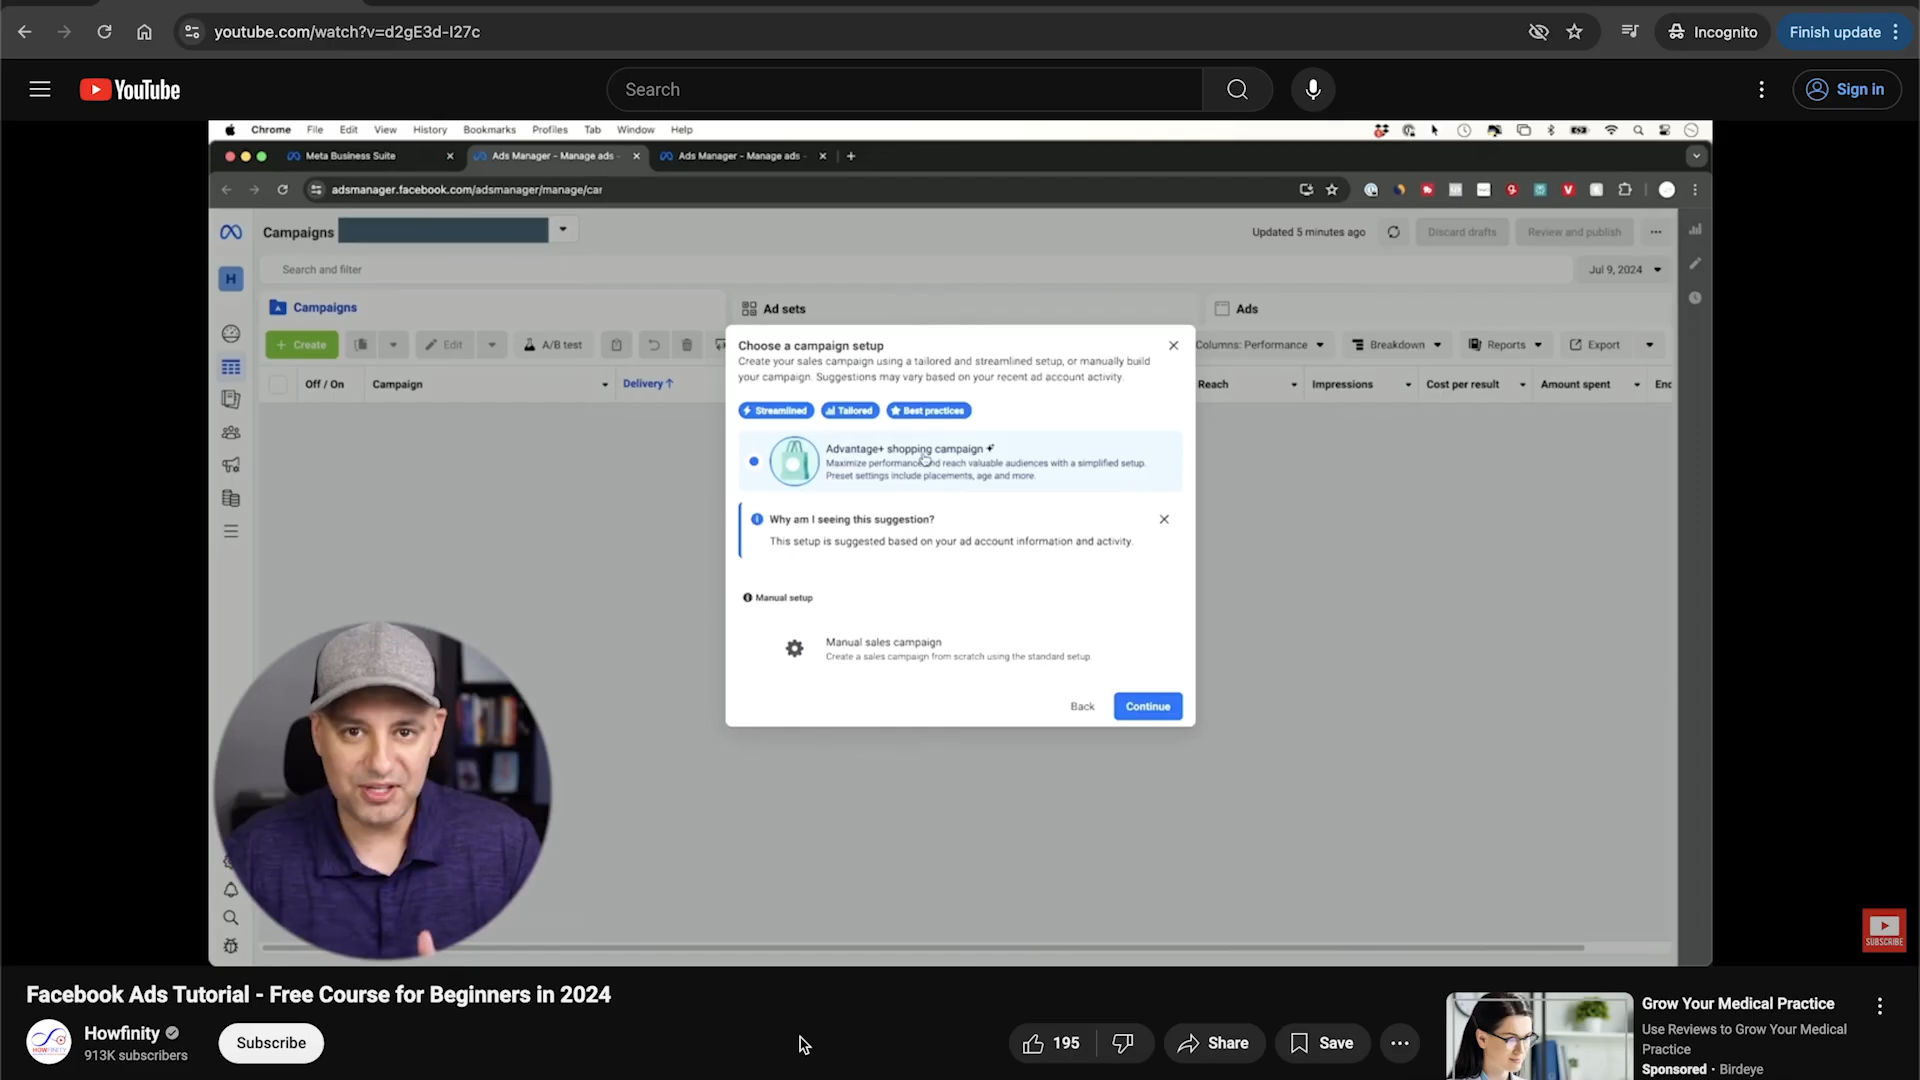 youtube.com/watch?v=d2gE3d-I27c
Incognito
Finish update
YouTube
Search
Sign in
Chrome File Edit View History Bookmarks Profiles Tab Window Help
Meta Business Suite
Ads Manager - Manage ads -
Ads Manager - Manage ads -
adsmanager.facebook.com/adsmanager/manage/car
Campaigns
Updated 5 minutes ago
Discard drafts
Review and publish
H
Search and filter
Jul 9, 2024
Campaigns
Ad sets
Ads
+ Create
Edit
A/B test
Columns: Performance
Breakdown
Reports
Export
Off / On
Campaign
Delivery ↑
Reach
Impressions
Cost per result
Amount spent
Enc
Choose a campaign setup
Create your sales campaign using a tailored and streamlined setup, or manually build
your campaign. Suggestions may vary based on your recent ad account activity.
Streamlined
Tailored
Best practices
Advantage+ shopping campaign
Maximize performance and reach valuable audiences with a simplified setup.
Preset settings include placements, age and more.
Why am I seeing this suggestion?
This setup is suggested based on your ad account information and activity.
Manual setup
Manual sales campaign
Create a sales campaign from scratch using the standard setup.
Back
Continue
SUBSCRIBE
Facebook Ads Tutorial - Free Course for Beginners in 2024
HOWFINITY
Howfinity
913K subscribers
Subscribe
195
Share
Save
Grow Your Medical Practice
Use Reviews to Grow Your Medical
Practice
Sponsored · Birdeye